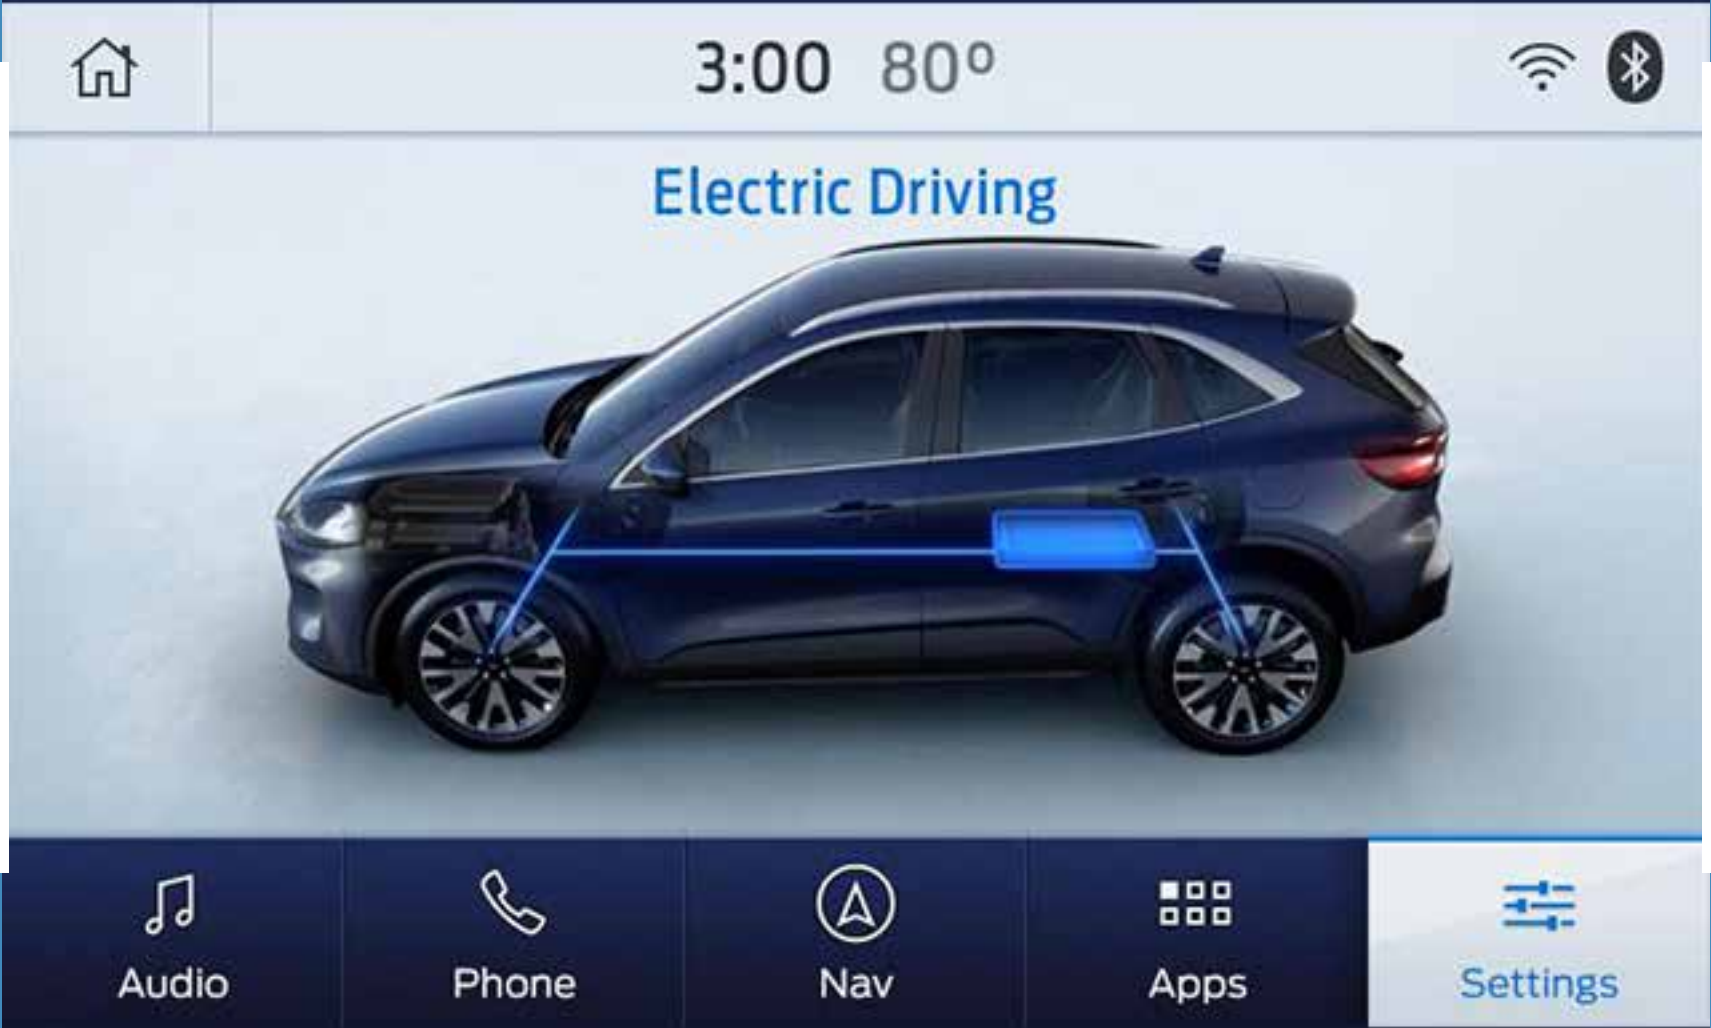 3:00 80º
Electric Driving
Audio
Phone
Nav
Apps
Settings